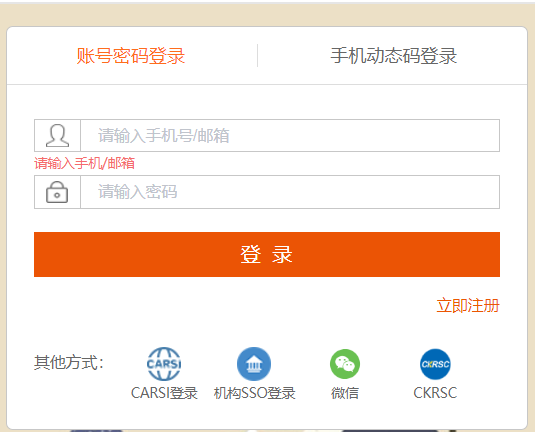 账号密码登录 手机动态码登录
请输入手机号/邮箱
请输入手机/邮箱
请输入密码
登 录
立即注册
其他方式:
CARSI CKRSC
CARSI登录 机构SSO登录 微信 CKRSC